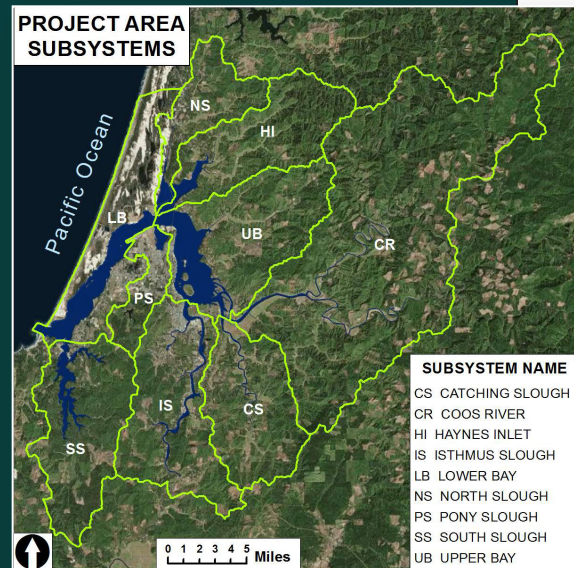 PROJECT AREA
SUBSYSTEMS
Pacific Ocean
NS
HI
LB
UB
CR
PS
IS
CS
SS
SUBSYSTEM NAME
CS CATCHING SLOUGH
CR COOS RIVER
HI HAYNES INLET
IS ISTHMUS SLOUGH
LB LOWER BAY
NS NORTH SLOUGH
PS PONY SLOUGH
SS SOUTH SLOUGH
UB UPPER BAY
0 1 2 3 4 5 Miles